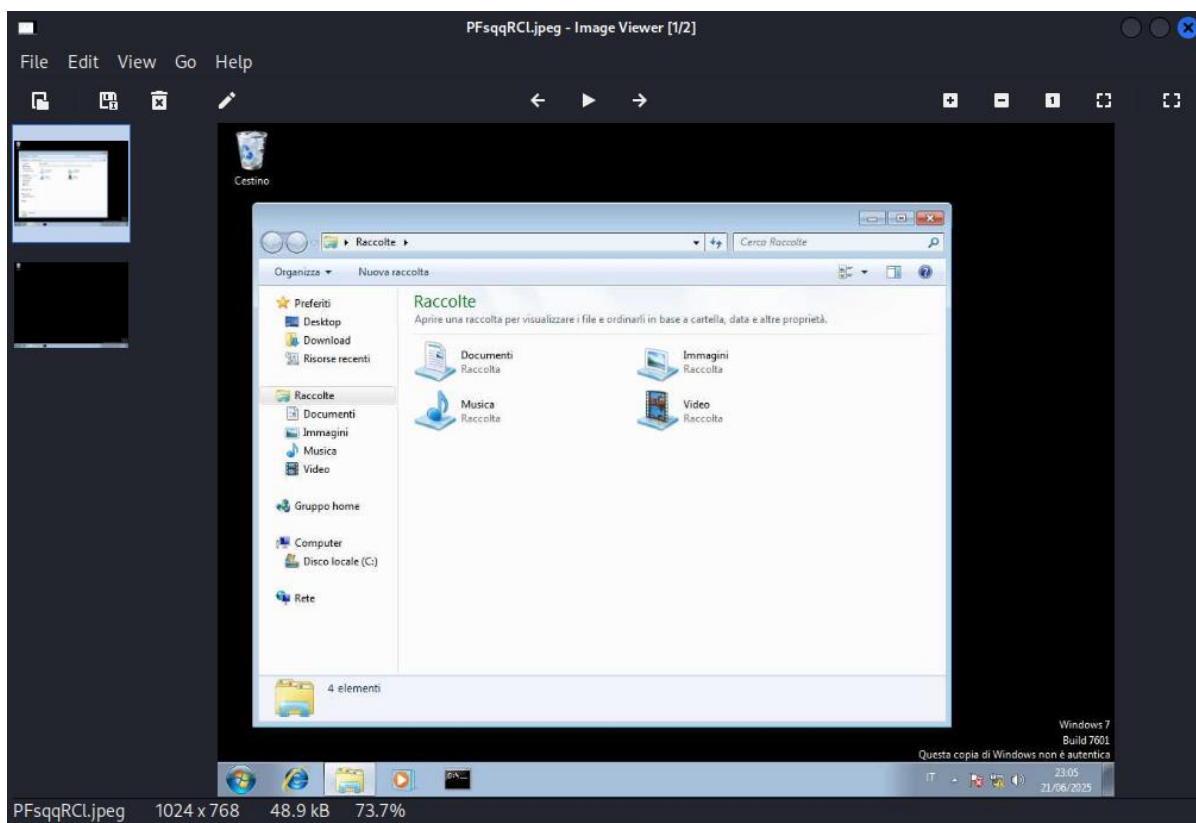 PFsqqRCl.jpeg - Image Viewer [1/2]
File Edit View Go Help
Cestino
Raccolte
Cerca Raccolte
Organizza Nuova raccolta
Preferiti
Desktop
Download
Risorse recenti
Raccolte
Documenti
Immagini
Musica
Video
Gruppo home
Computer
Disco locale (C:)
Rete
Raccolte
Aprire una raccolta per visualizzare i file e ordinarli in base a cartella, data e altre proprietà.
Documenti
Raccolta
Immagini
Raccolta
Musica
Raccolta
Video
Raccolta
4 elementi
Windows 7
Build 7601
Questa copia di Windows non è autentica
IT
23:05
21/06/2025
PFsqqRCl.jpeg 1024 x 768 48.9 kB 73.7%